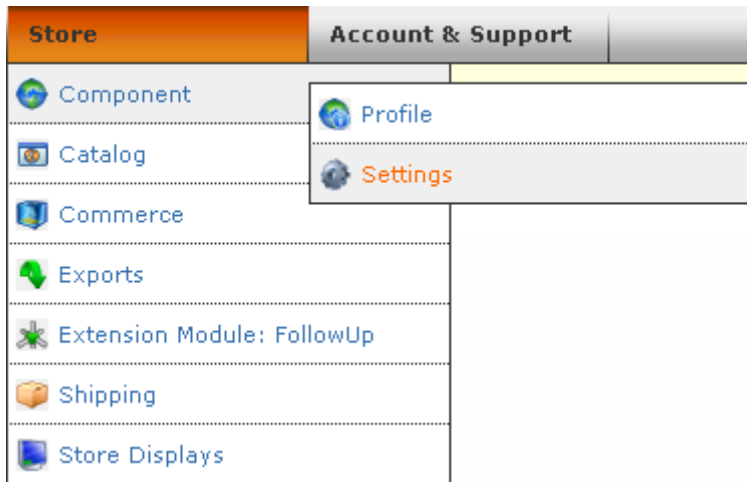 Store
Account & Support
Component
Profile
Catalog
Settings
Commerce
Exports
Extension Module: FollowUp
Shipping
Store Displays